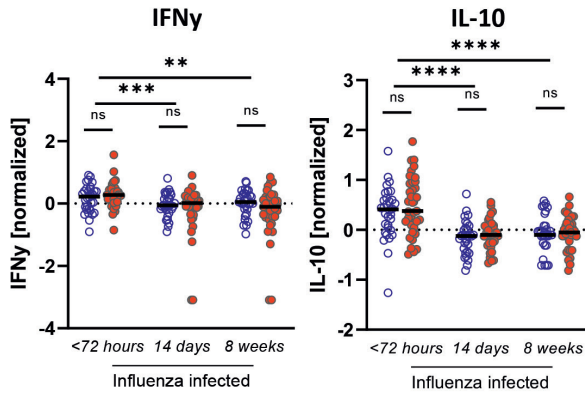 IFNy
IL-10
**
***
ns
ns
ns
4
2
0
-2
-4
IFNy [normalized]
<72 hours
14 days
8 weeks
Influenza infected
****
****
ns
ns
ns
3
2
1
0
-1
-2
IL-10 [normalized]
<72 hours
14 days
8 weeks
Influenza infected